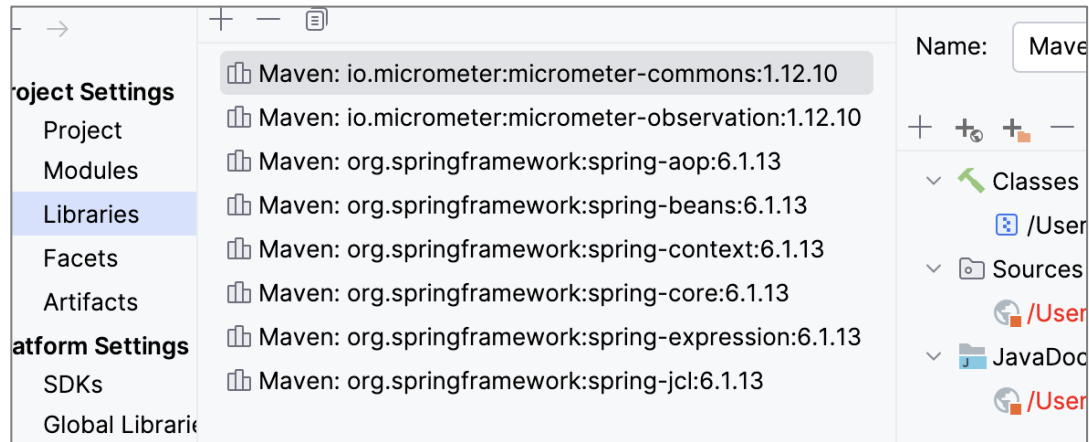 roject Settings
Project
Modules
Libraries
Facets
Artifacts
atform Settings
SDKs
Global Librarie
Maven: io.micrometer:micrometer-commons:1.12.10
Maven: io.micrometer:micrometer-observation:1.12.10
Maven: org.springframework:spring-aop:6.1.13
Maven: org.springframework:spring-beans:6.1.13
Maven: org.springframework:spring-context:6.1.13
Maven: org.springframework:spring-core:6.1.13
Maven: org.springframework:spring-expression:6.1.13
Maven: org.springframework:spring-jcl:6.1.13
Name: Mave
Classes
/User
Sources
/User
JavaDoc
/User